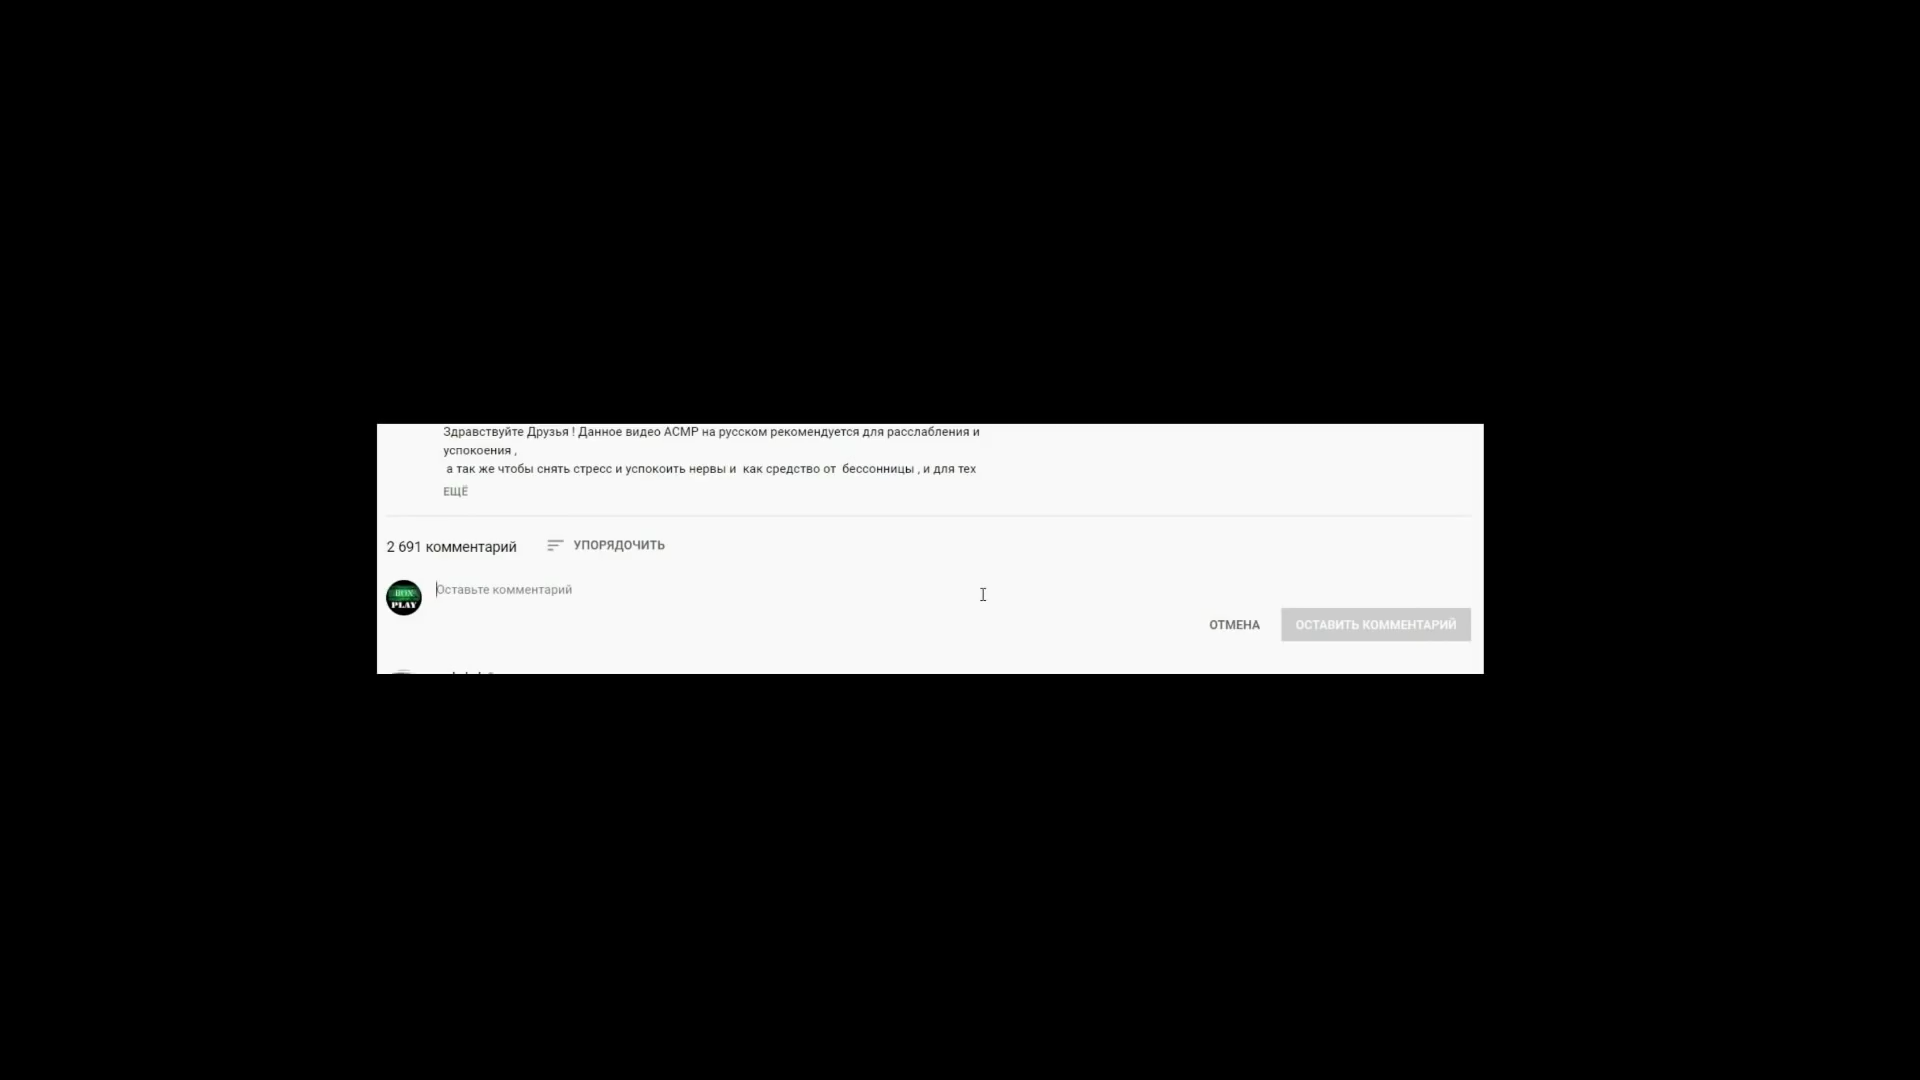 Здравствуйте Друзья ! Данное видео АСМР на русском рекомендуется для расслабления и
успокоения ,
а так же чтобы снять стресс и успокоить нервы и как средство от бессонницы , и для тех
ЕЩЁ
2 691 комментарий
УПОРЯДОЧИТЬ
BOX
PLAY
Оставьте комментарий
ОТМЕНА
ОСТАВИТЬ КОММЕНТАРИЙ